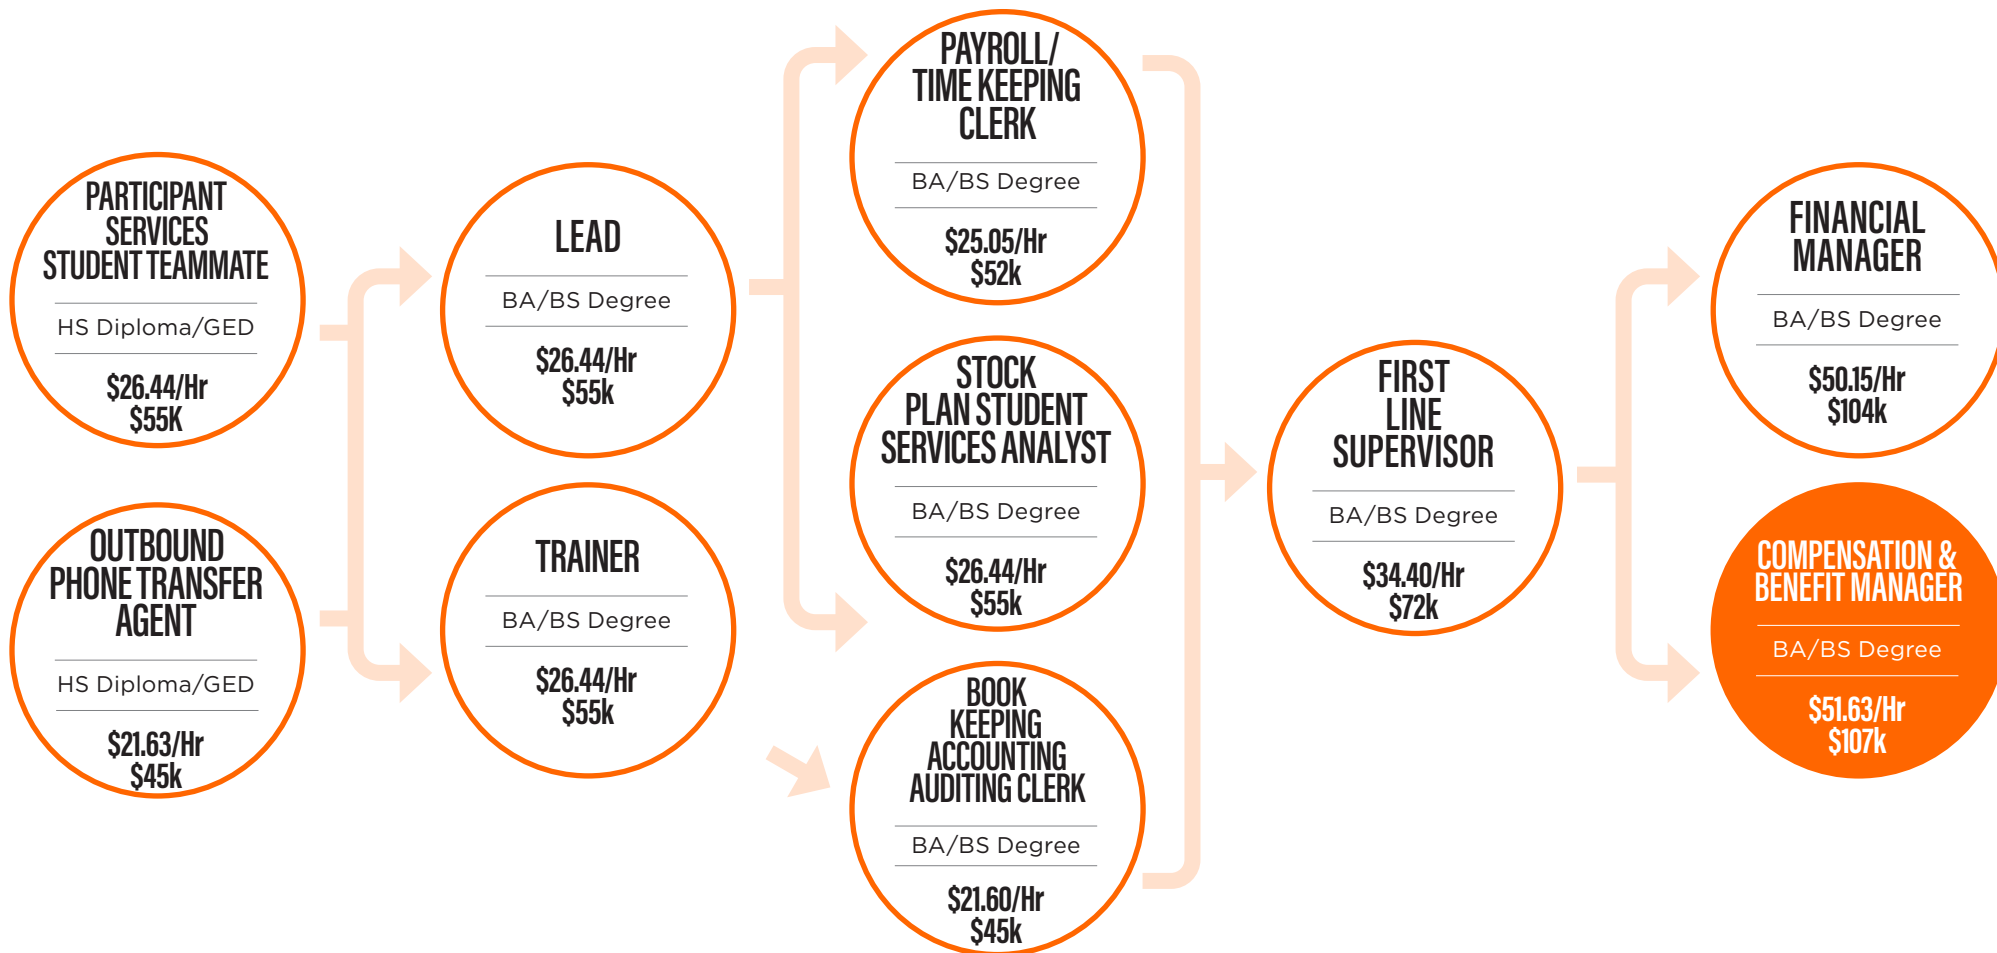 PARTICIPANT
SERVICES
STUDENT TEAMMATE
HS Diploma/GED
$26.44/Hr
$55K
OUTBOUND
PHONE TRANSFER
AGENT
HS Diploma/GED
$21.63/Hr
$45k
LEAD
BA/BS Degree
$26.44/Hr
$55k
TRAINER
BA/BS Degree
$26.44/Hr
$55k
PAYROLL/
TIME KEEPING
CLERK
BA/BS Degree
$25.05/Hr
$52k
STOCK
PLAN STUDENT
SERVICES ANALYST
BA/BS Degree
$26.44/Hr
$55k
BOOK
KEEPING
ACCOUNTING
AUDITING CLERK
BA/BS Degree
$21.60/Hr
$45k
FIRST
LINE
SUPERVISOR
BA/BS Degree
$34.40/Hr
$72k
FINANCIAL
MANAGER
BA/BS Degree
$50.15/Hr
$104k
COMPENSATION &
BENEFIT MANAGER
BA/BS Degree
$51.63/Hr
$107k